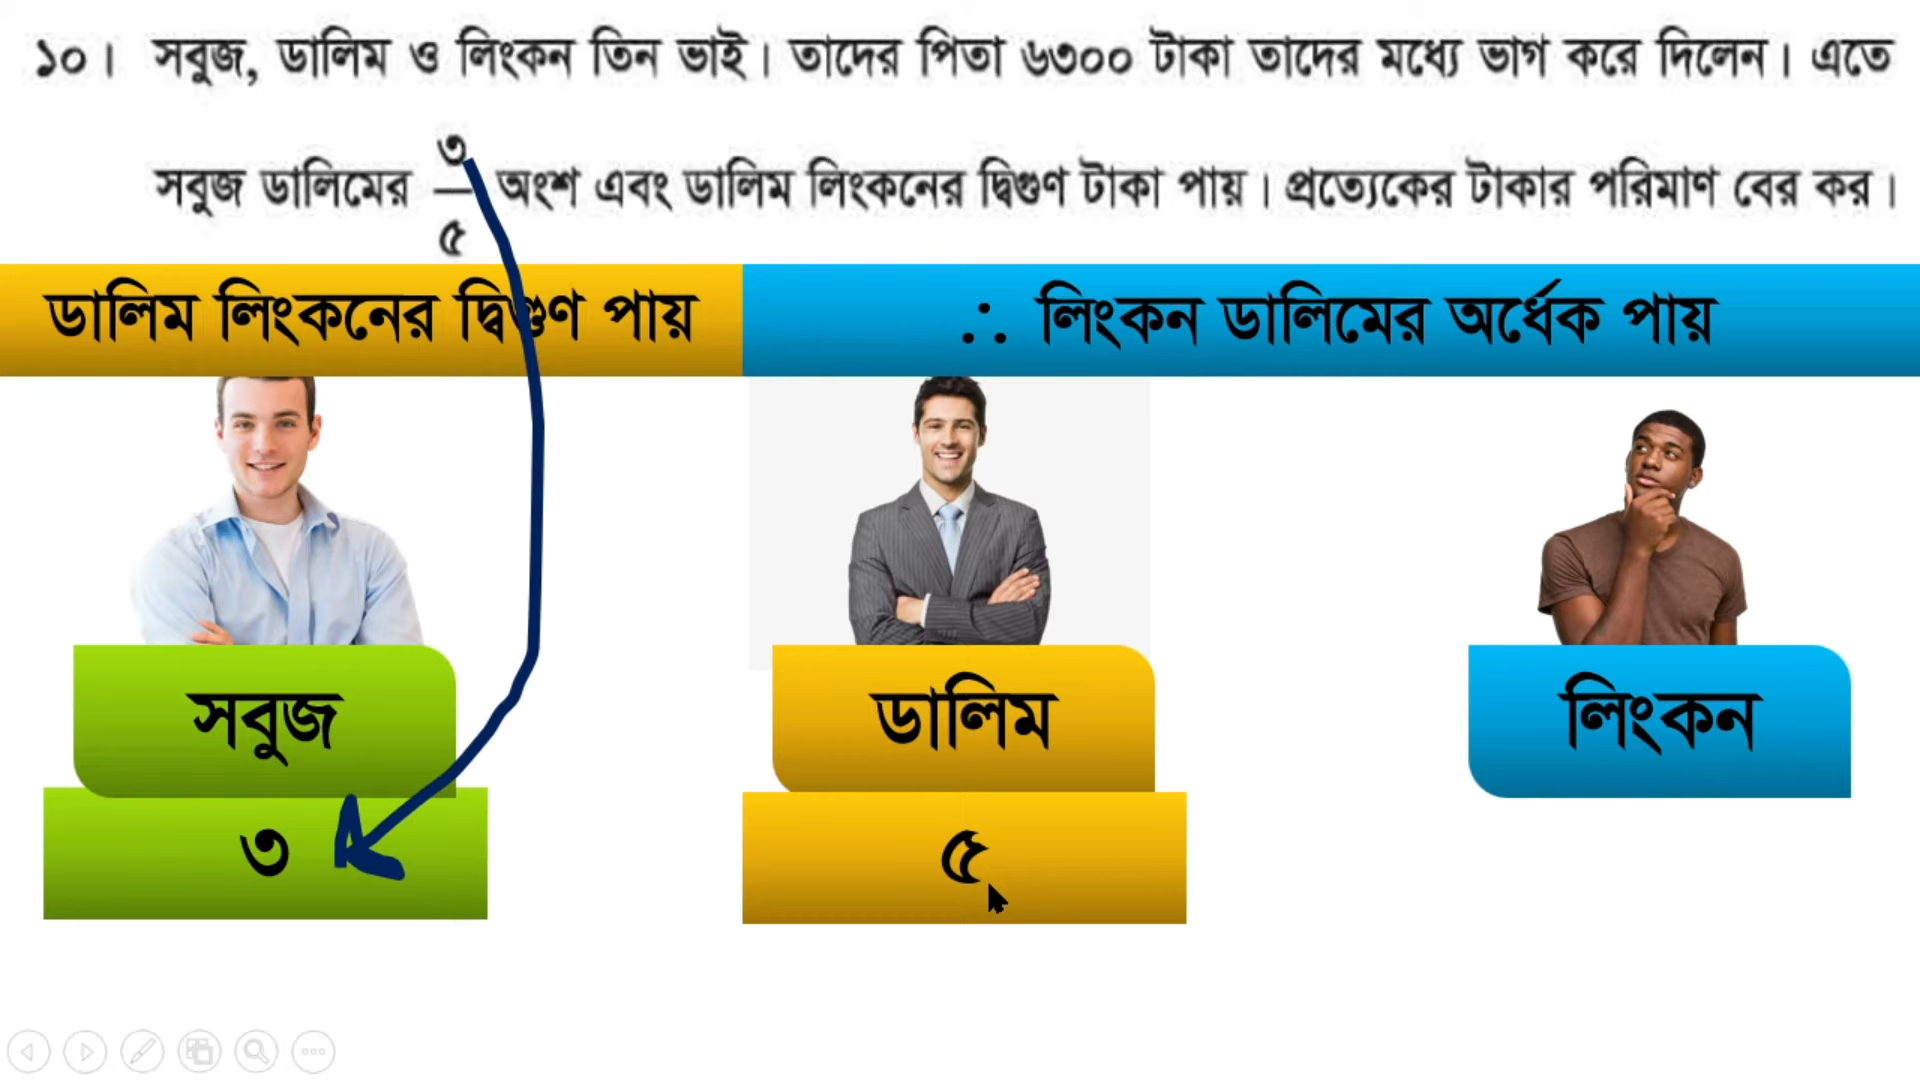 ১০। সবুজ, ডালিম ও লিংকন তিন ভাই। তাদের পিতা ৬৩০০ টাকা তাদের মধ্যে ভাগ করে দিলেন। এতে
সবুজ ডালিমের ৩/৫ অংশ এবং ডালিম লিংকনের দ্বিগুণ টাকা পায়। প্রত্যেকের টাকার পরিমাণ বের কর।
ডালিম লিংকনের দ্বিগুণ পায়
∴ লিংকন ডালিমের অর্ধেক পায়
সবুজ
ডালিম
লিংকন
৩
৫